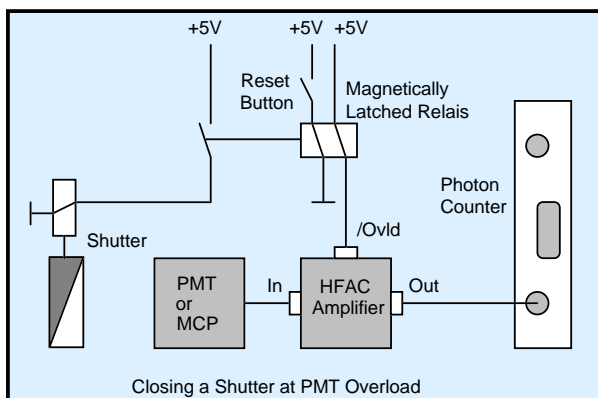 +5V
+5V +5V
Reset
Button
Magnetically
Latched Relais
Photon
Counter
/Ovld
Shutter
PMT
or
MCP
In
HFAC
Amplifier
Out
Closing a Shutter at PMT Overload